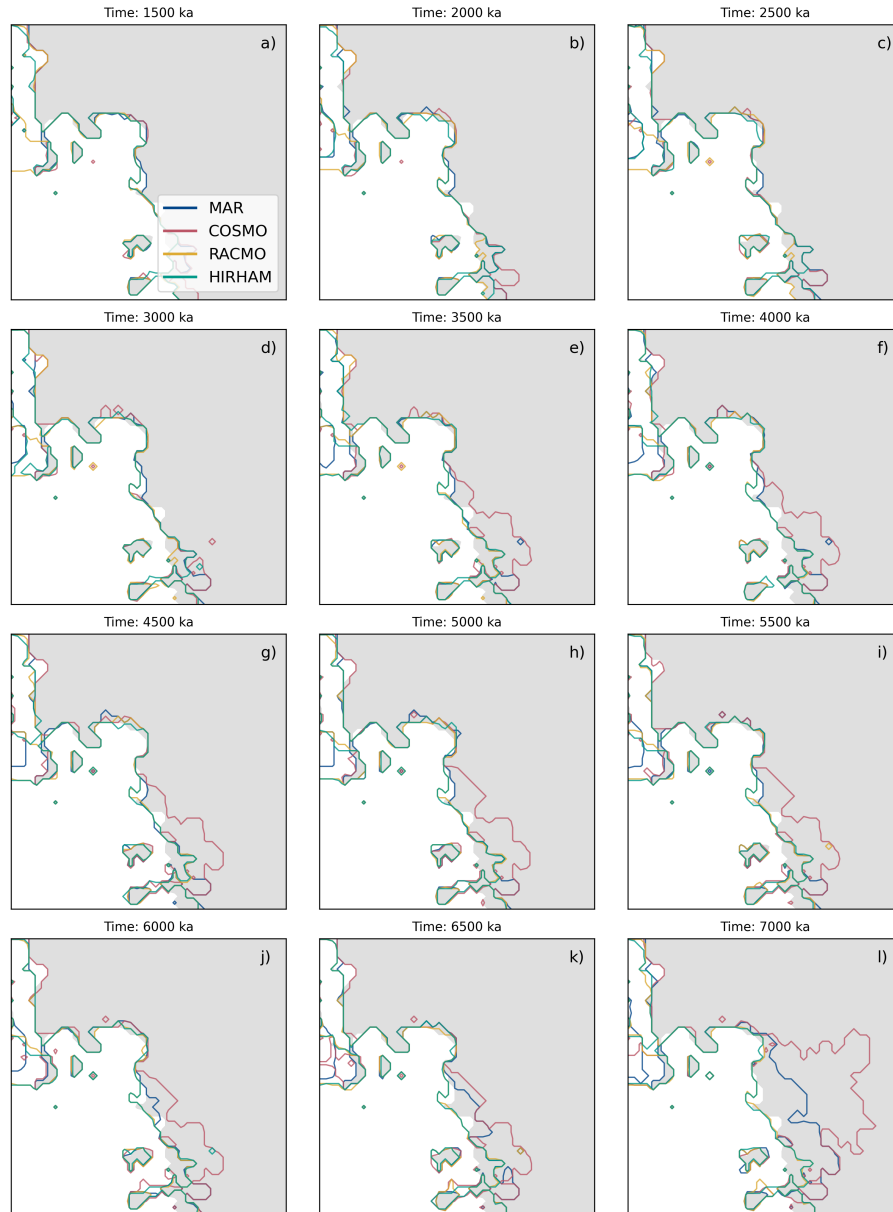 Time: 1500 ka
Time: 2000 ka
Time: 2500 ka
a)
b)
c)
MAR
COSMO
RACMO
HIRHAM
Time: 3000 ka
Time: 3500 ka
Time: 4000 ka
d)
e)
f)
Time: 4500 ka
Time: 5000 ka
Time: 5500 ka
g)
h)
i)
Time: 6000 ka
Time: 6500 ka
Time: 7000 ka
j)
k)
l)